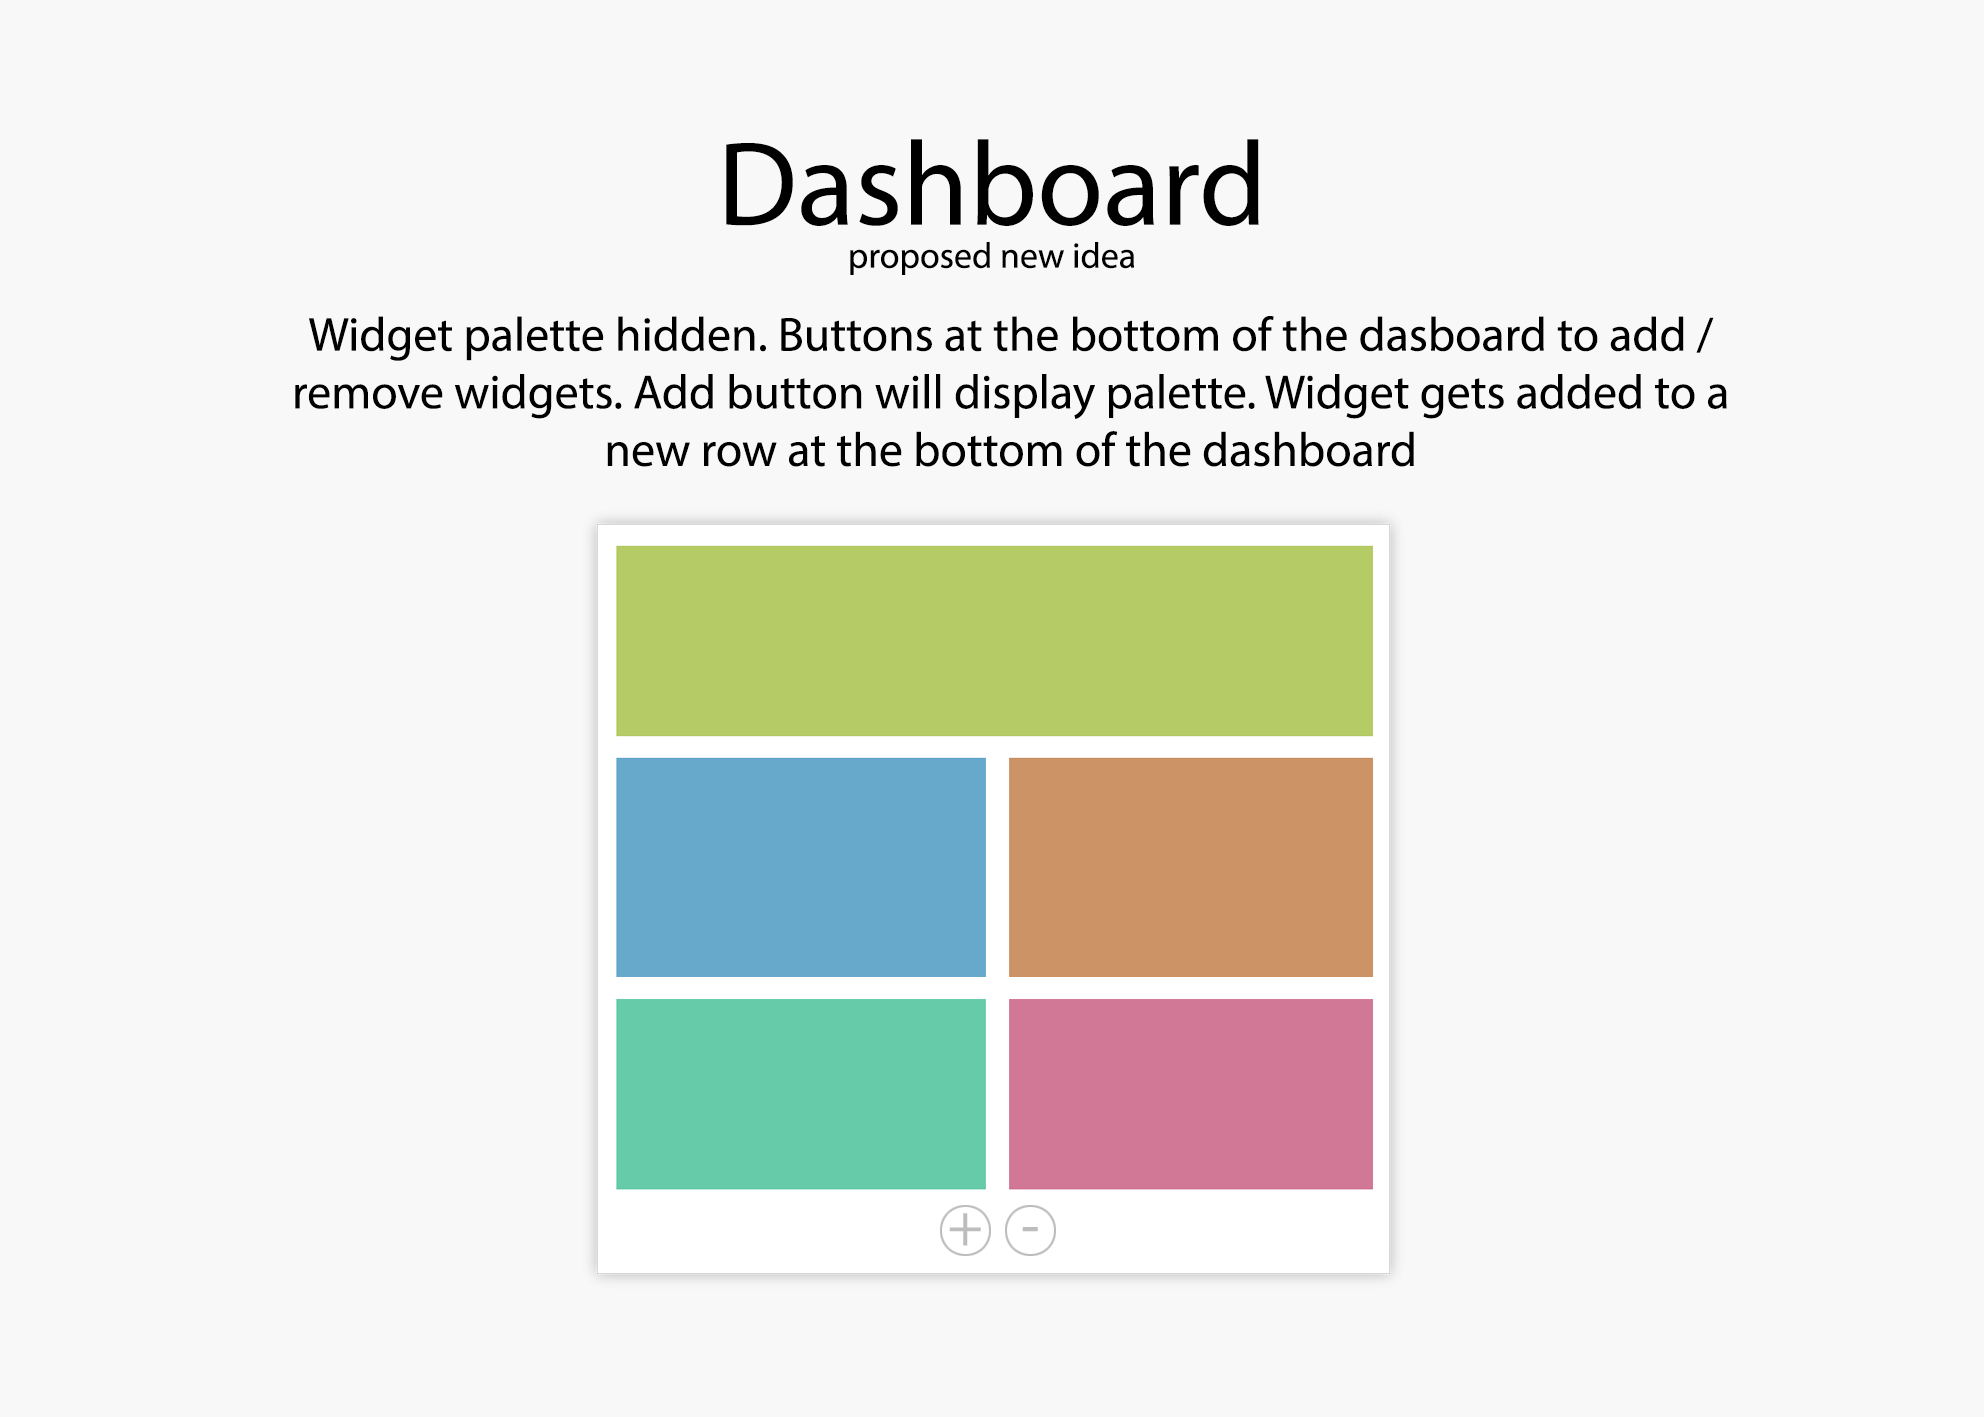 Dashboard
proposed new idea
Widget palette hidden. Buttons at the bottom of the dasboard to add /
remove widgets. Add button will display palette. Widget gets added to a
new row at the bottom of the dashboard
+ -